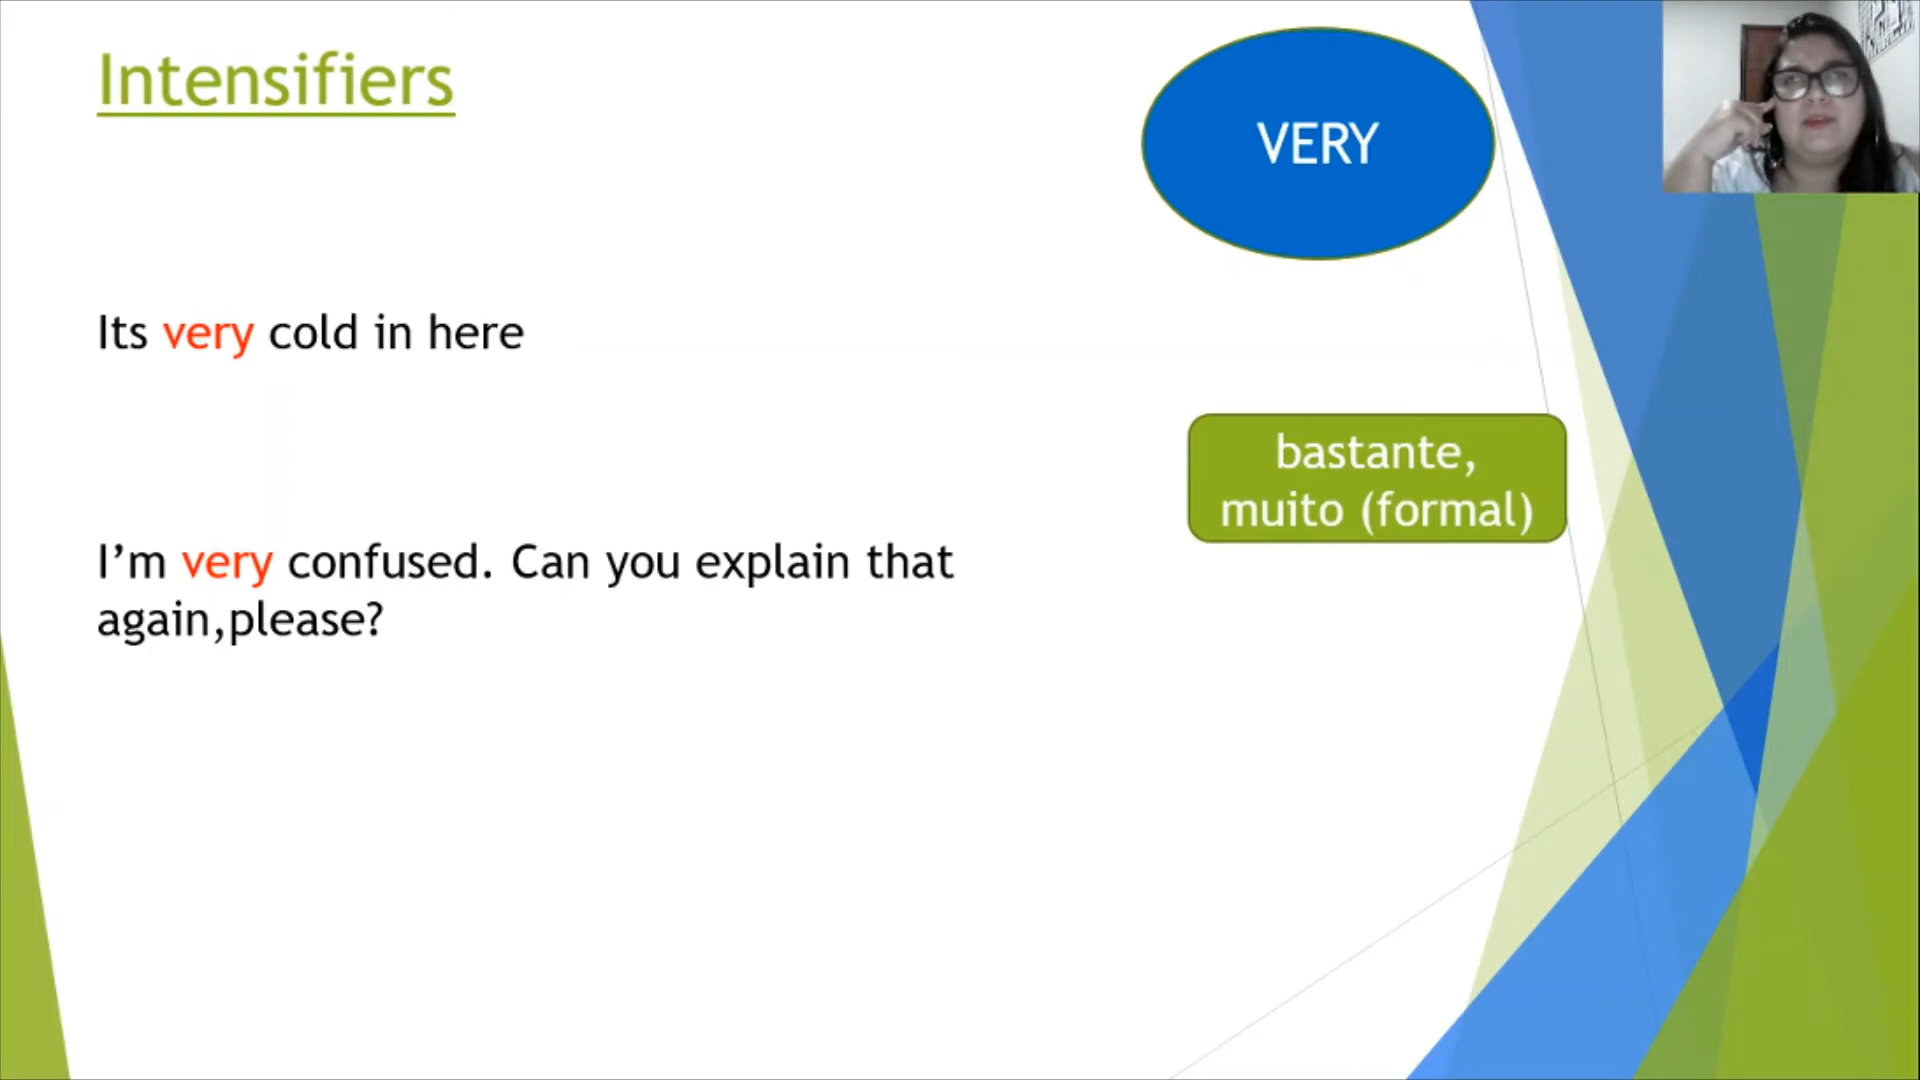 Intensifiers
VERY
Its very cold in here
bastante,
muito (formal)
I’m very confused. Can you explain that
again,please?